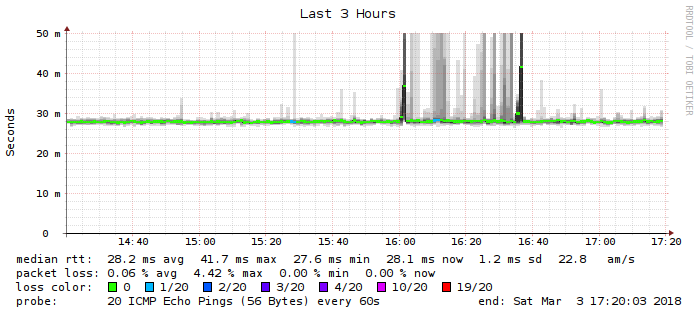 Last 3 Hours
RRDTOOL / TOBI OETIKER
Seconds
50 m
40 m
30 m
20 m
10 m
0
14:40 15:00 15:20 15:40 16:00 16:20 16:40 17:00 17:20
median rtt: 28.2 ms avg 41.7 ms max 27.6 ms min 28.1 ms now 1.2 ms sd 22.8 am/s
packet loss: 0.06 % avg 4.42 % max 0.00 % min 0.00 % now
loss color: 0 1/20 2/20 3/20 4/20 10/20 19/20
probe: 20 ICMP Echo Pings (56 Bytes) every 60s end: Sat Mar 3 17:20:03 2018